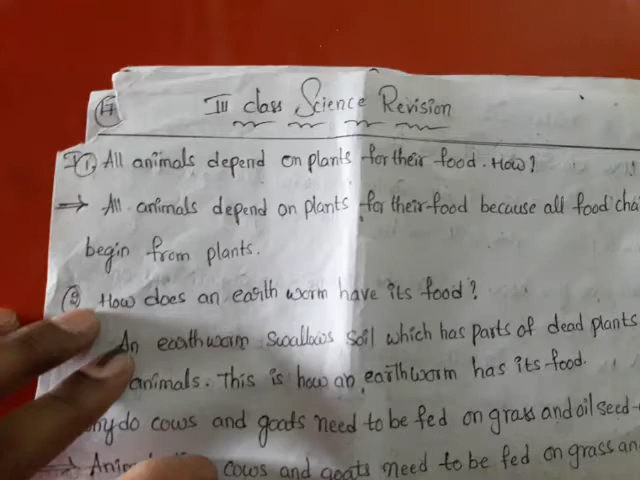 III class Science Revision
1) All animals depend on plants for their food. How?
→ All animals depend on plants for their food because all food cha
begin from plants.
2) How does an earth worm have its food?
An earthworm swallows soil which has parts of dead plants
animals. This is how an earthworm has its food.
do cows and goats need to be fed on grass and oil seed
→ cows and goats need to be fed on grass an